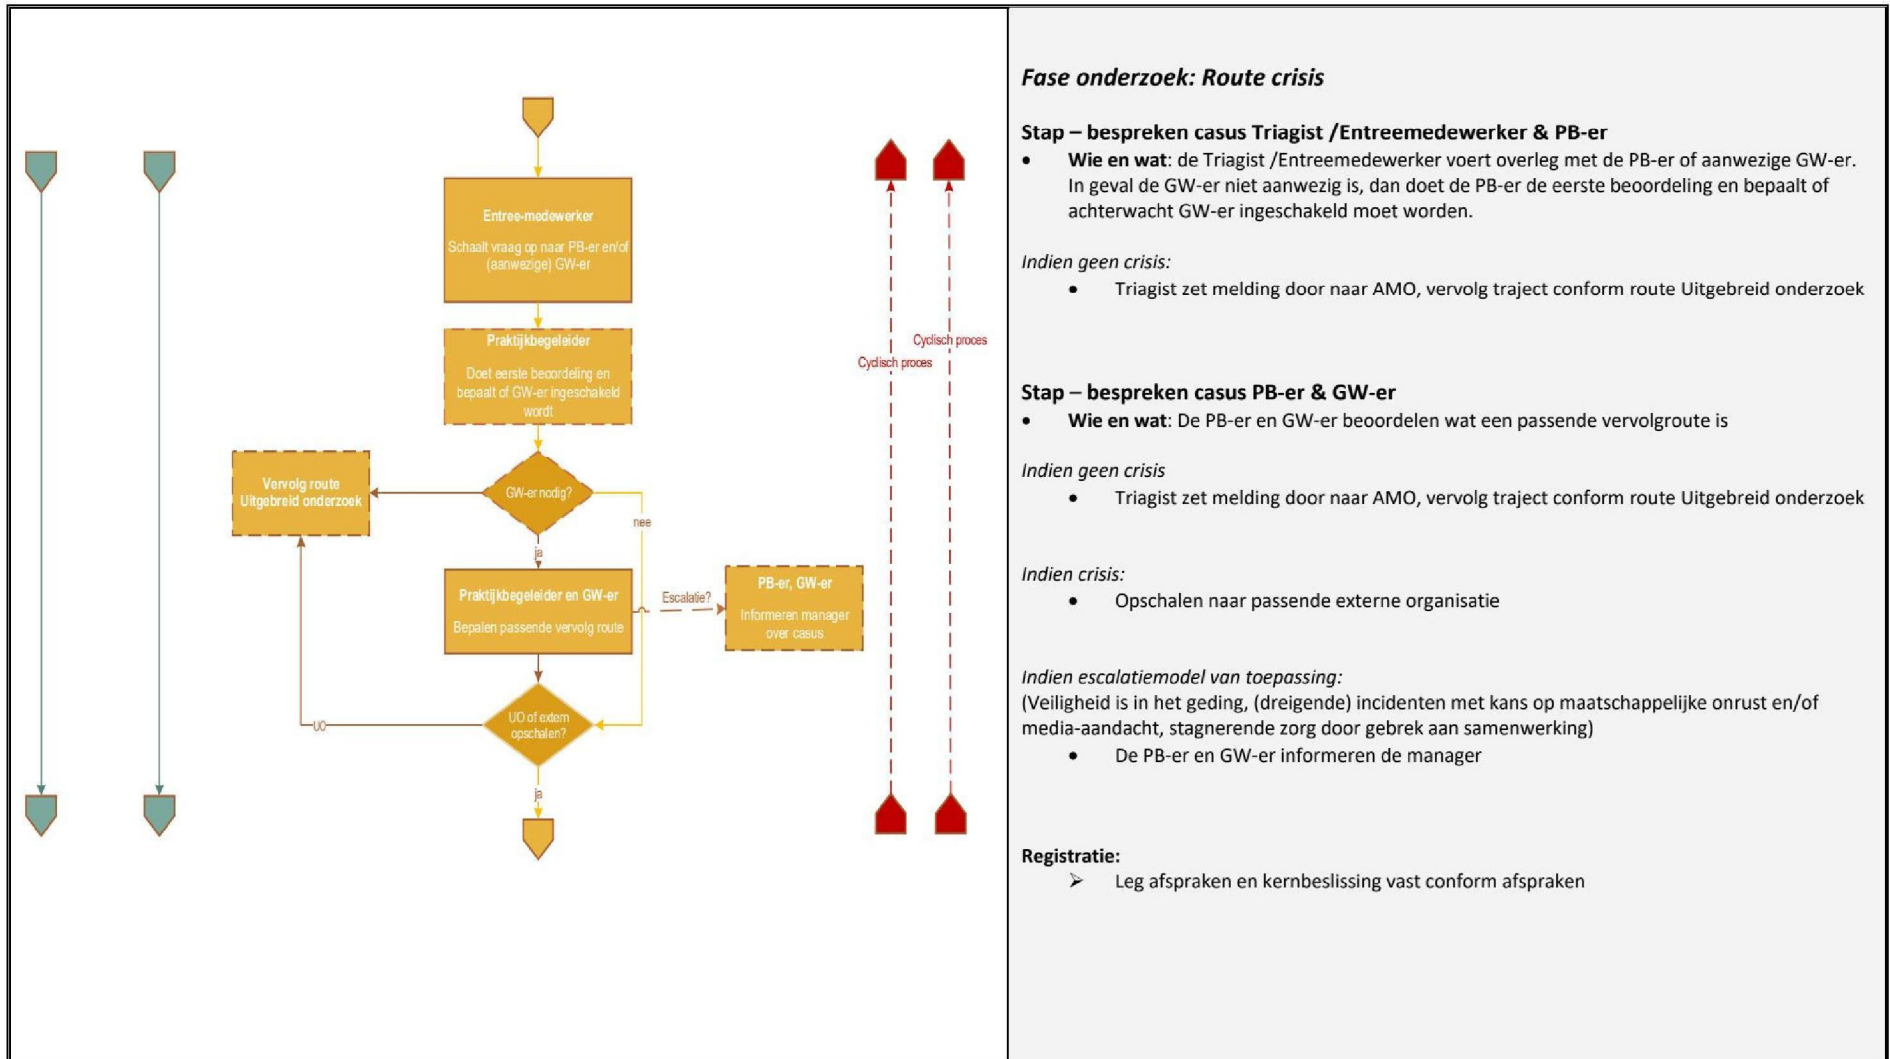 Entree-medewerker
Schaalt vraag op naar PB-er en/of
(aanwezige) GW-er
Praktijkbegeleider
Doet eerste beoordeling en
bepaalt of GW-er ingeschakeld
wordt
Vervolg route
Uitgebreid onderzoek
GW-er nodig?
nee
ja
Praktijkbegeleider en GW-er
Bepalen passende vervolg route
Escalatie?
PB-er, GW-er
Informeren manager
over casus
UO of extern
opschalen?
UO
ja
Cyclisch proces
Cyclisch proces
Fase onderzoek: Route crisis
Stap – bespreken casus Triagist /Entreemedewerker & PB-er
• Wie en wat: de Triagist /Entreemedewerker voert overleg met de PB-er of aanwezige GW-er.
In geval de GW-er niet aanwezig is, dan doet de PB-er de eerste beoordeling en bepaalt of
achterwacht GW-er ingeschakeld moet worden.
Indien geen crisis:
• Triagist zet melding door naar AMO, vervolg traject conform route Uitgebreid onderzoek
Stap – bespreken casus PB-er & GW-er
• Wie en wat: De PB-er en GW-er beoordelen wat een passende vervolgroute is
Indien geen crisis
• Triagist zet melding door naar AMO, vervolg traject conform route Uitgebreid onderzoek
Indien crisis:
• Opschalen naar passende externe organisatie
Indien escalatiemodel van toepassing:
(Veiligheid is in het geding, (dreigende) incidenten met kans op maatschappelijke onrust en/of
media-aandacht, stagnerende zorg door gebrek aan samenwerking)
• De PB-er en GW-er informeren de manager
Registratie:
➢ Leg afspraken en kernbeslissing vast conform afspraken